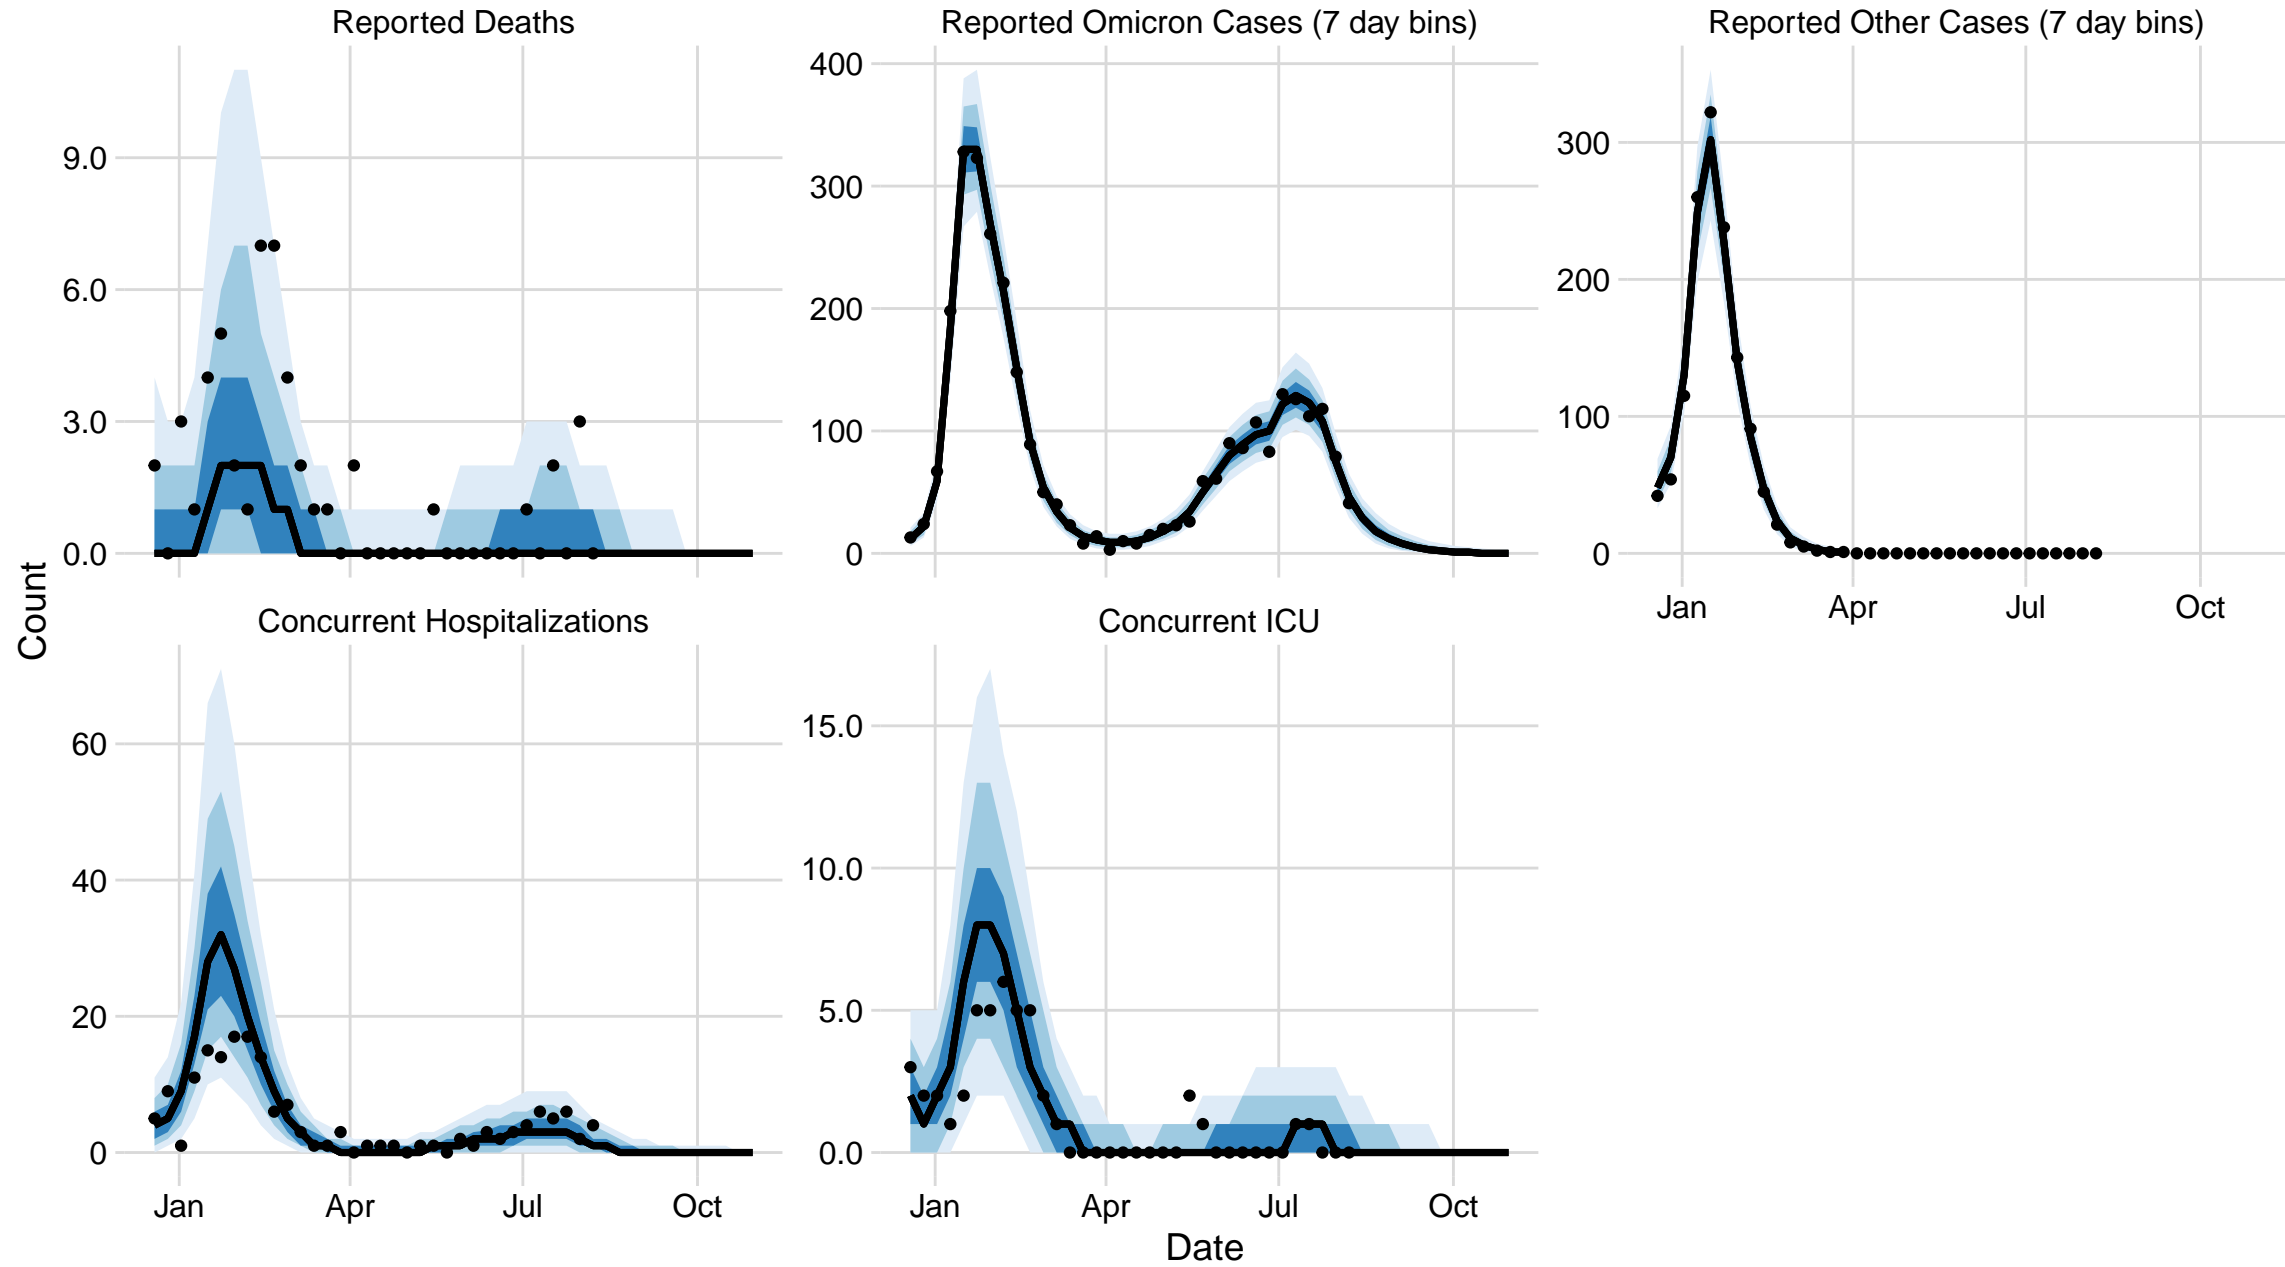 Reported Deaths
Reported Omicron Cases (7 day bins)
Reported Other Cases (7 day bins)
9.0
6.0
3.0
0.0
400
300
200
100
0
300
200
100
0
Jan Apr Jul Oct
Count
Concurrent Hospitalizations
Concurrent ICU
60
40
20
0
15.0
10.0
5.0
0.0
Jan Apr Jul Oct
Jan Apr Jul Oct
Date